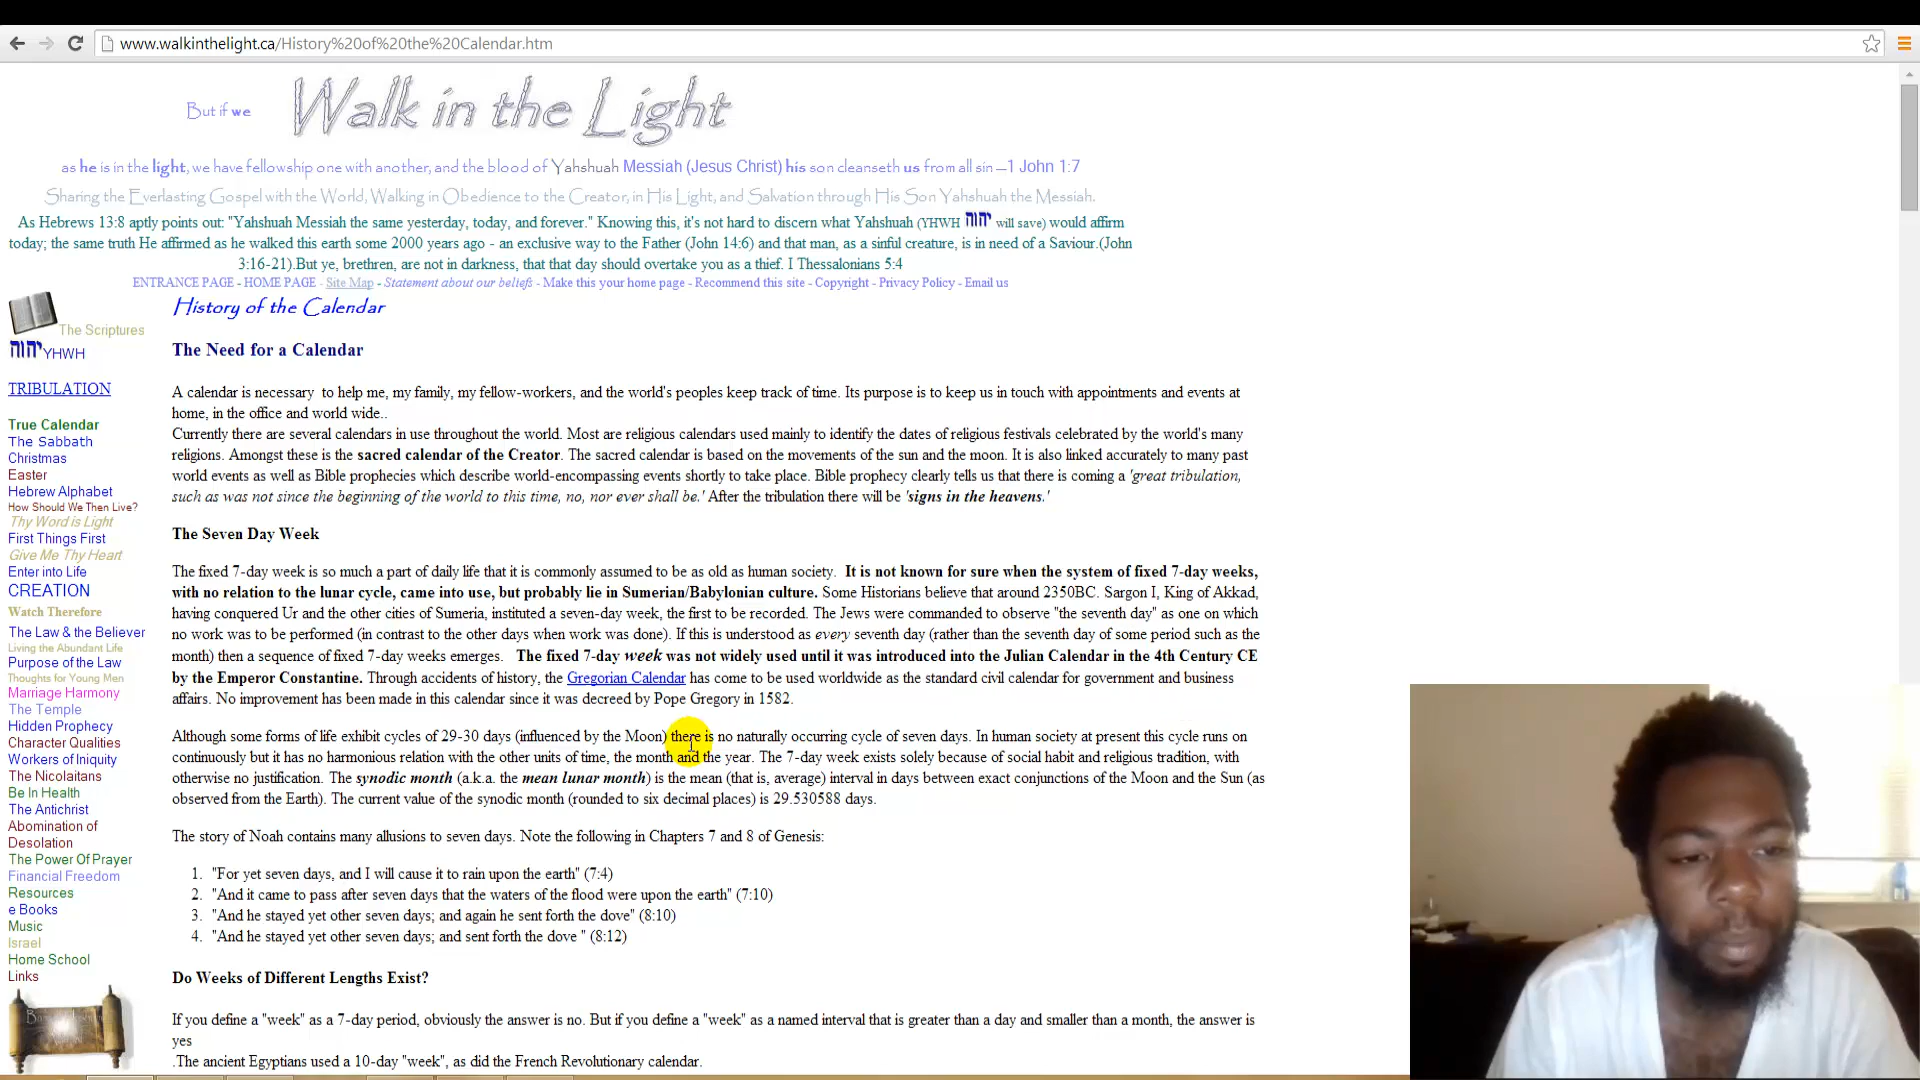 www.walkinthelight.ca/History%20of%20the%20Calendar.htm
But if we
Walk in the Light
as he is in the light, we have fellowship one with another, and the blood of Yahshuah Messiah (Jesus Christ) his son cleanseth us from all sin —1 John 1:7
Sharing the Everlasting Gospel with the World, Walking in Obedience to the Creator, in His Light, and Salvation through His Son Yahshuah the Messiah.
As Hebrews 13:8 aptly points out: "Yahshuah Messiah the same yesterday, today, and forever." Knowing this, it's not hard to discern what Yahshuah (YHWH יהוה will save) would affirm
today; the same truth He affirmed as he walked this earth some 2000 years ago - an exclusive way to the Father (John 14:6) and that man, as a sinful creature, is in need of a Saviour.(John
3:16-21).But ye, brethren, are not in darkness, that that day should overtake you as a thief. I Thessalonians 5:4
ENTRANCE PAGE - HOME PAGE - Site Map - Statement about our beliefs - Make this your home page - Recommend this site - Copyright - Privacy Policy - Email us
The Scriptures
יהוה YHWH
TRIBULATION
True Calendar
The Sabbath
Christmas
Easter
Hebrew Alphabet
How Should We Then Live?
Thy Word is Light
First Things First
Give Me Thy Heart
Enter into Life
CREATION
Watch Therefore
The Law & the Believer
Living the Abundant Life
Purpose of the Law
Thoughts for Young Men
Marriage Harmony
The Temple
Hidden Prophecy
Character Qualities
Workers of Iniquity
The Nicolaitans
Be In Health
The Antichrist
Abomination of
Desolation
The Power Of Prayer
Financial Freedom
Resources
e Books
Music
Israel
Home School
Links
History of the Calendar
The Need for a Calendar
A calendar is necessary to help me, my family, my fellow-workers, and the world's peoples keep track of time. Its purpose is to keep us in touch with appointments and events at
home, in the office and world wide..
Currently there are several calendars in use throughout the world. Most are religious calendars used mainly to identify the dates of religious festivals celebrated by the world's many
religions. Amongst these is the sacred calendar of the Creator. The sacred calendar is based on the movements of the sun and the moon. It is also linked accurately to many past
world events as well as Bible prophecies which describe world-encompassing events shortly to take place. Bible prophecy clearly tells us that there is coming a 'great tribulation,
such as was not since the beginning of the world to this time, no, nor ever shall be.' After the tribulation there will be 'signs in the heavens.'
The Seven Day Week
The fixed 7-day week is so much a part of daily life that it is commonly assumed to be as old as human society. It is not known for sure when the system of fixed 7-day weeks,
with no relation to the lunar cycle, came into use, but probably lie in Sumerian/Babylonian culture. Some Historians believe that around 2350BC. Sargon I, King of Akkad,
having conquered Ur and the other cities of Sumeria, instituted a seven-day week, the first to be recorded. The Jews were commanded to observe "the seventh day" as one on which
no work was to be performed (in contrast to the other days when work was done). If this is understood as every seventh day (rather than the seventh day of some period such as the
month) then a sequence of fixed 7-day weeks emerges. The fixed 7-day week was not widely used until it was introduced into the Julian Calendar in the 4th Century CE
by the Emperor Constantine. Through accidents of history, the Gregorian Calendar has come to be used worldwide as the standard civil calendar for government and business
affairs. No improvement has been made in this calendar since it was decreed by Pope Gregory in 1582.
Although some forms of life exhibit cycles of 29-30 days (influenced by the Moon) there is no naturally occurring cycle of seven days. In human society at present this cycle runs on
continuously but it has no harmonious relation with the other units of time, the month and the year. The 7-day week exists solely because of social habit and religious tradition, with
otherwise no justification. The synodic month (a.k.a. the mean lunar month) is the mean (that is, average) interval in days between exact conjunctions of the Moon and the Sun (as
observed from the Earth). The current value of the synodic month (rounded to six decimal places) is 29.530588 days.
The story of Noah contains many allusions to seven days. Note the following in Chapters 7 and 8 of Genesis:
1. "For yet seven days, and I will cause it to rain upon the earth" (7:4)
2. "And it came to pass after seven days that the waters of the flood were upon the earth" (7:10)
3. "And he stayed yet other seven days; and again he sent forth the dove" (8:10)
4. "And he stayed yet other seven days; and sent forth the dove " (8:12)
Do Weeks of Different Lengths Exist?
If you define a "week" as a 7-day period, obviously the answer is no. But if you define a "week" as a named interval that is greater than a day and smaller than a month, the answer is
yes
.The ancient Egyptians used a 10-day "week", as did the French Revolutionary calendar.